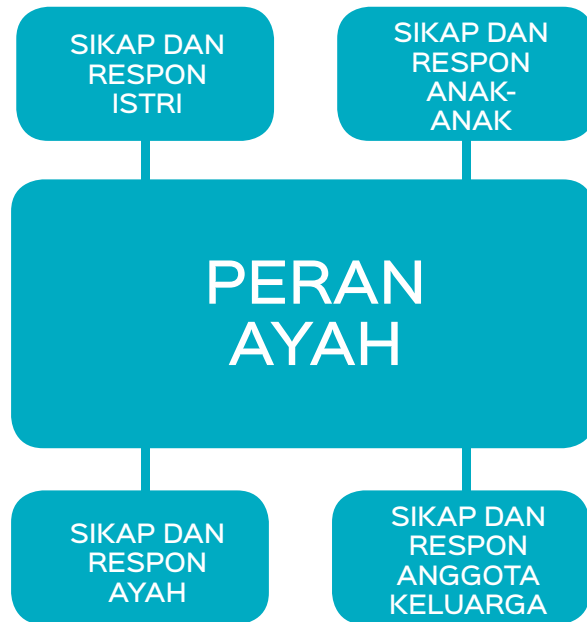 SIKAP DAN
RESPON
ISTRI
SIKAP DAN
RESPON
ANAK-
ANAK
PERAN
AYAH
SIKAP DAN
RESPON
AYAH
SIKAP DAN
RESPON
ANGGOTA
KELUARGA